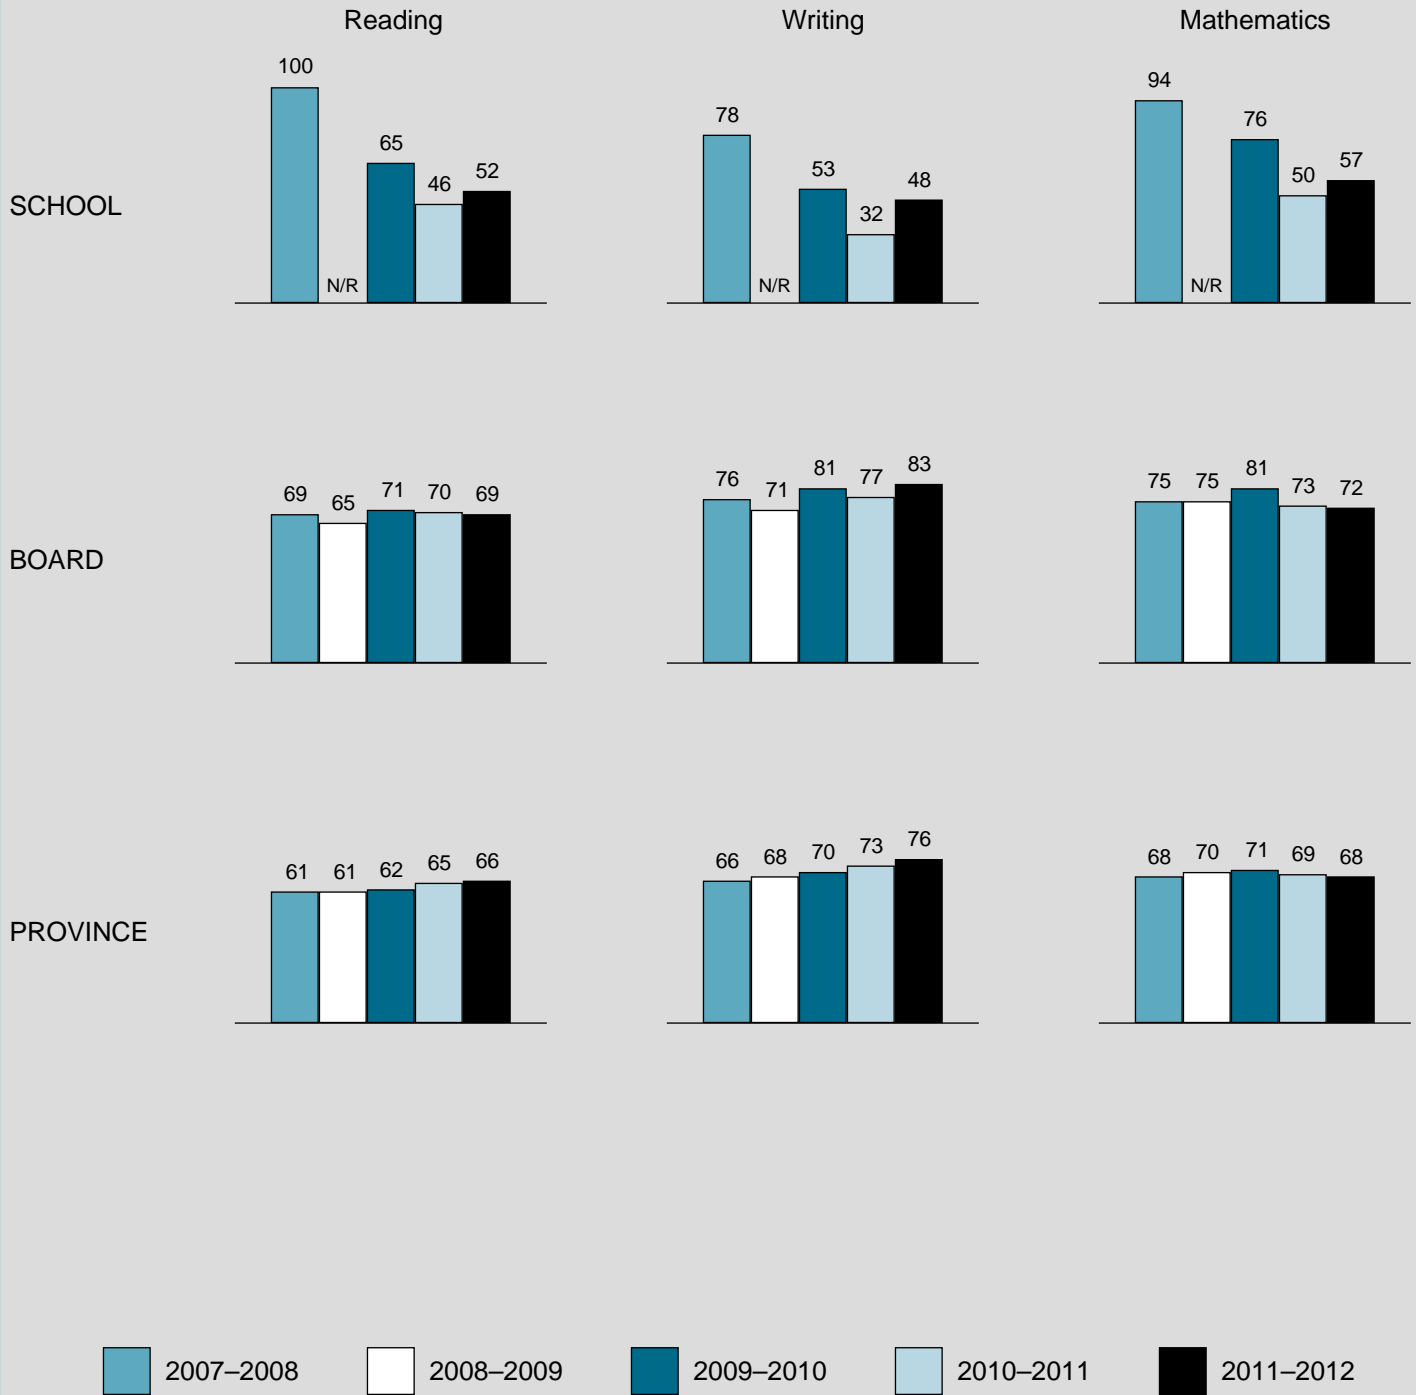 Reading Writing Mathematics
SCHOOL
100 N/R 65 46 52
78 N/R 53 32 48
94 N/R 76 50 57
BOARD
69 65 71 70 69
76 71 81 77 83
75 75 81 73 72
PROVINCE
61 61 62 65 66
66 68 70 73 76
68 70 71 69 68
2007–2008 2008–2009 2009–2010 2010–2011 2011–2012